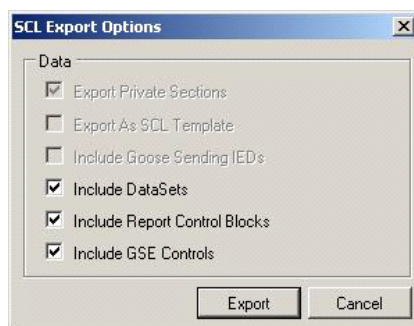 SCL Export Options
Data
Export Private Sections
Export As SCL Template
Include Goose Sending IEDs
Include DataSets
Include Report Control Blocks
Include GSE Controls
Export Cancel